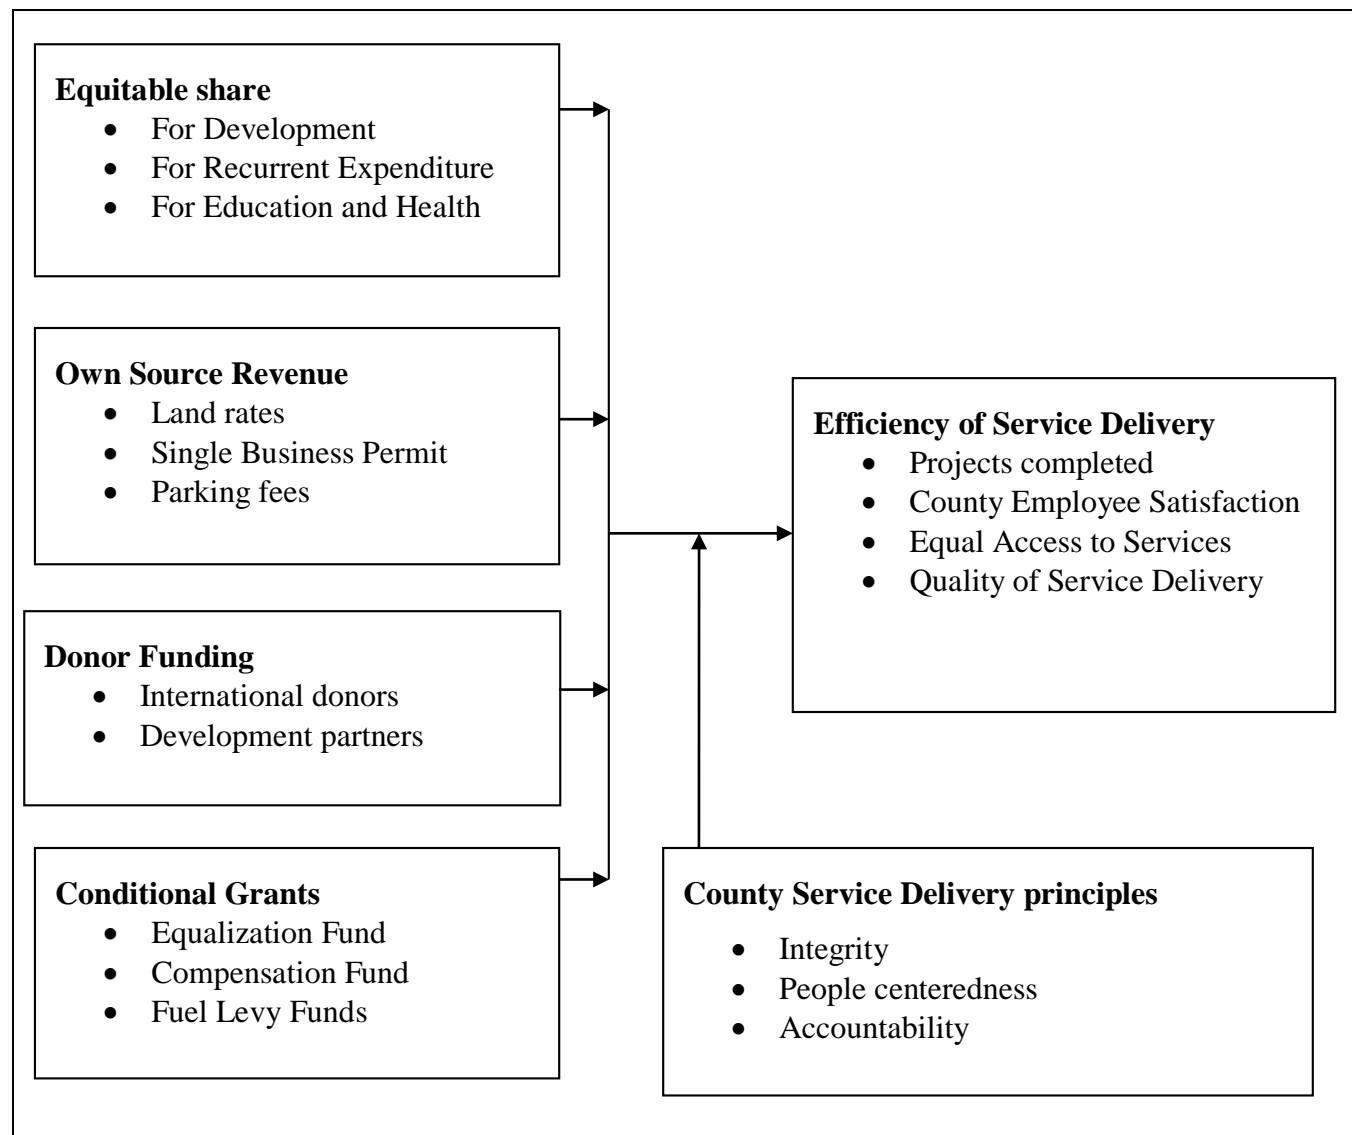 Equitable share
• For Development
• For Recurrent Expenditure
• For Education and Health
Own Source Revenue
• Land rates
• Single Business Permit
• Parking fees
Donor Funding
• International donors
• Development partners
Conditional Grants
• Equalization Fund
• Compensation Fund
• Fuel Levy Funds
Efficiency of Service Delivery
• Projects completed
• County Employee Satisfaction
• Equal Access to Services
• Quality of Service Delivery
County Service Delivery principles
• Integrity
• People centeredness
• Accountability